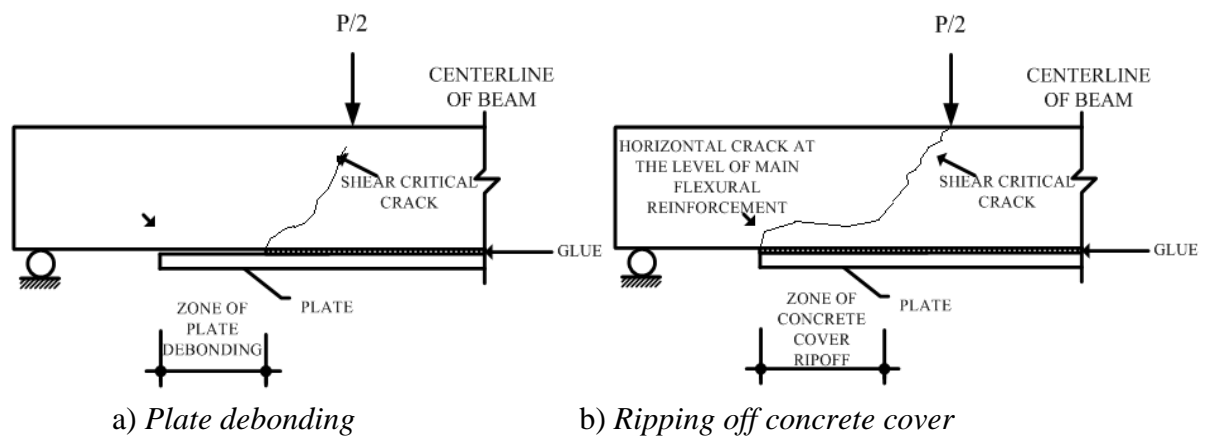 P/2
CENTERLINE
OF BEAM
SHEAR CRITICAL
CRACK
GLUE
PLATE
ZONE OF
PLATE
DEBONDING
a) Plate debonding
P/2
CENTERLINE
OF BEAM
HORIZONTAL CRACK AT
THE LEVEL OF MAIN
FLEXURAL
REINFORCEMENT
SHEAR CRITICAL
CRACK
GLUE
PLATE
ZONE OF
CONCRETE
COVER
RIPOFF
b) Ripping off concrete cover